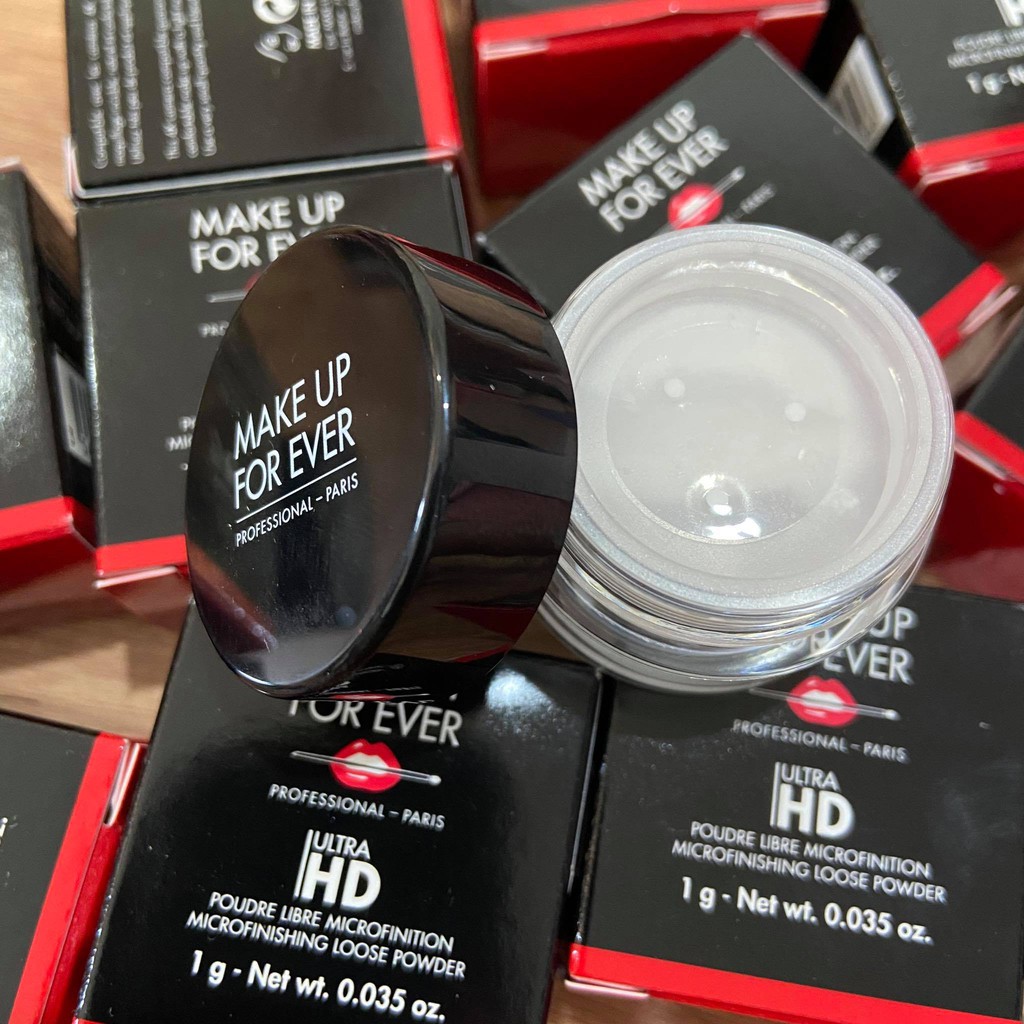 MAKE UP
FOR EVER
MAKE UP
FOR EVER
PARIS
1 g - N
MAKE UP
FOR EVER
PROFESSIONAL – PARIS
FOR EVER
PROFESSIONAL – PARIS
ULTRA
HD
POUDRE LIBRE MICROFINITION
MICROFINISHING LOOSE POWDER
1 g - Net wt. 0.035 oz.
UP
EVER
PROFESSIONAL – PARIS
ULTRA
HD
POUDRE LIBRE MICROFINITION
MICROFINISHING LOOSE POWDER
1 g - Net wt. 0.035 oz.